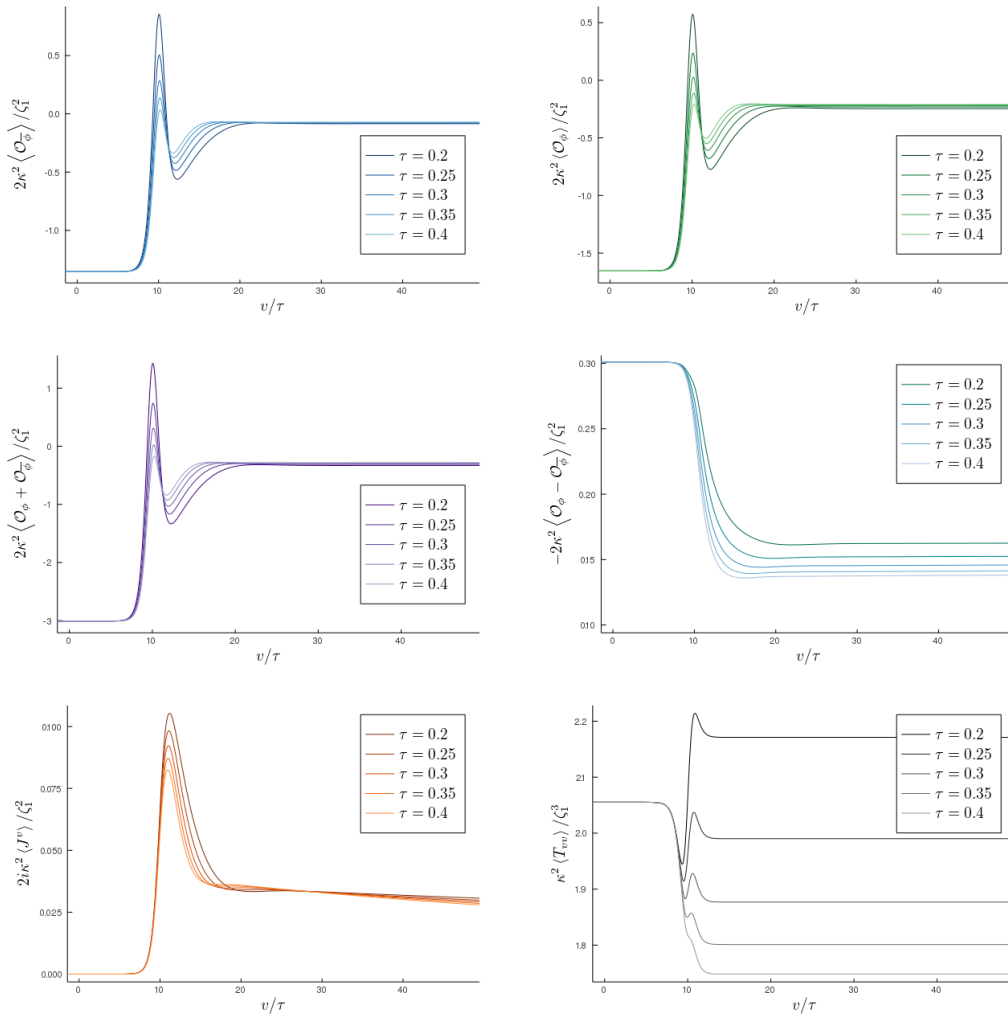 2κ² ⟨𝒪_ϕ̅⟩ /ζ₁²
0.5
0.0
-0.5
-1.0
τ = 0.2
τ = 0.25
τ = 0.3
τ = 0.35
τ = 0.4
0 10 20 30 40
v/τ
2κ² ⟨𝒪_ϕ⟩ /ζ₁²
0.5
0.0
-0.5
-1.0
-1.5
τ = 0.2
τ = 0.25
τ = 0.3
τ = 0.35
τ = 0.4
0 10 20 30 40
v/τ
2κ² ⟨𝒪_ϕ + 𝒪_ϕ̅⟩ /ζ₁²
1
0
-1
-2
-3
τ = 0.2
τ = 0.25
τ = 0.3
τ = 0.35
τ = 0.4
0 10 20 30 40
v/τ
−2κ² ⟨𝒪_ϕ − 𝒪_ϕ̅⟩ /ζ₁²
0.30
0.25
0.20
015
010
τ = 0.2
τ = 0.25
τ = 0.3
τ = 0.35
τ = 0.4
0 10 20 30 40
v/τ
2iκ² ⟨J^v⟩ /ζ₁²
0.100
0.075
0.050
0.025
0.000
τ = 0.2
τ = 0.25
τ = 0.3
τ = 0.35
τ = 0.4
0 10 20 30 40
v/τ
κ² ⟨T_vv⟩ /ζ₁³
2.2
21
2.0
1.9
1.8
τ = 0.2
τ = 0.25
τ = 0.3
τ = 0.35
τ = 0.4
0 10 20 30 40
v/τ